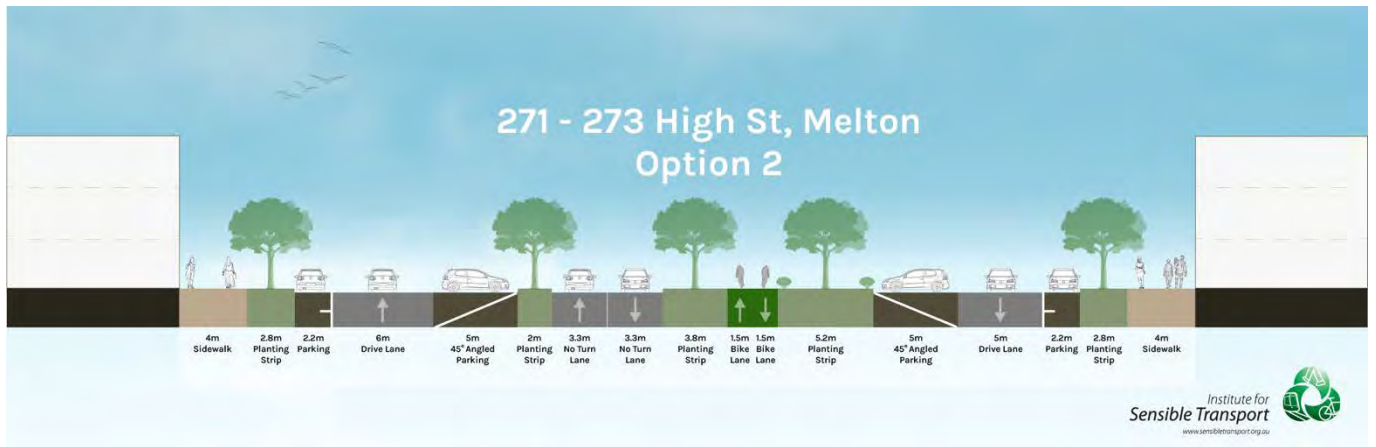 271 - 273 High St, Melton
Option 2
4m
Sidewalk
2.8m
Planting
Strip
2.2m
Parking
6m
Drive Lane
5m
45° Angled
Parking
2m
Planting
Strip
3.3m
No Turn
Lane
3.3m
No Turn
Lane
3.8m
Planting
Strip
1.5m
Bike
Lane
1.5m
Bike
Lane
5.2m
Planting
Strip
5m
45° Angled
Parking
5m
Drive Lane
2.2m
Parking
2.8m
Planting
Strip
4m
Sidewalk
Institute for
Sensible Transport
www.sensibletransport.org.au